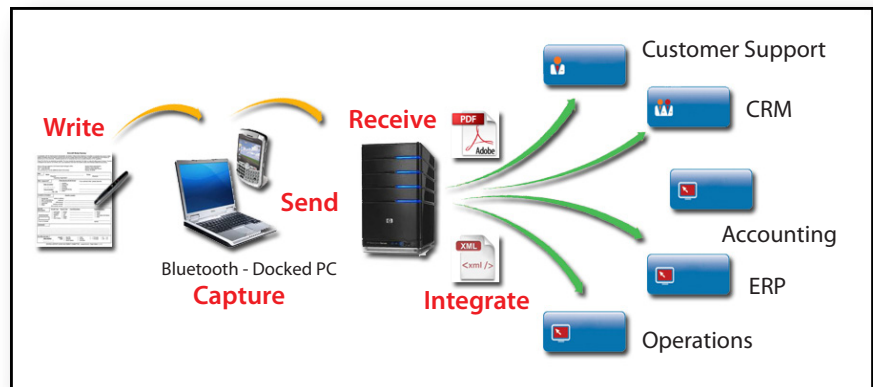 Write
Receive
Send
Bluetooth - Docked PC
Capture
PDF
Adobe
XML
<xml />
Integrate
Customer Support
CRM
Accounting
ERP
Operations